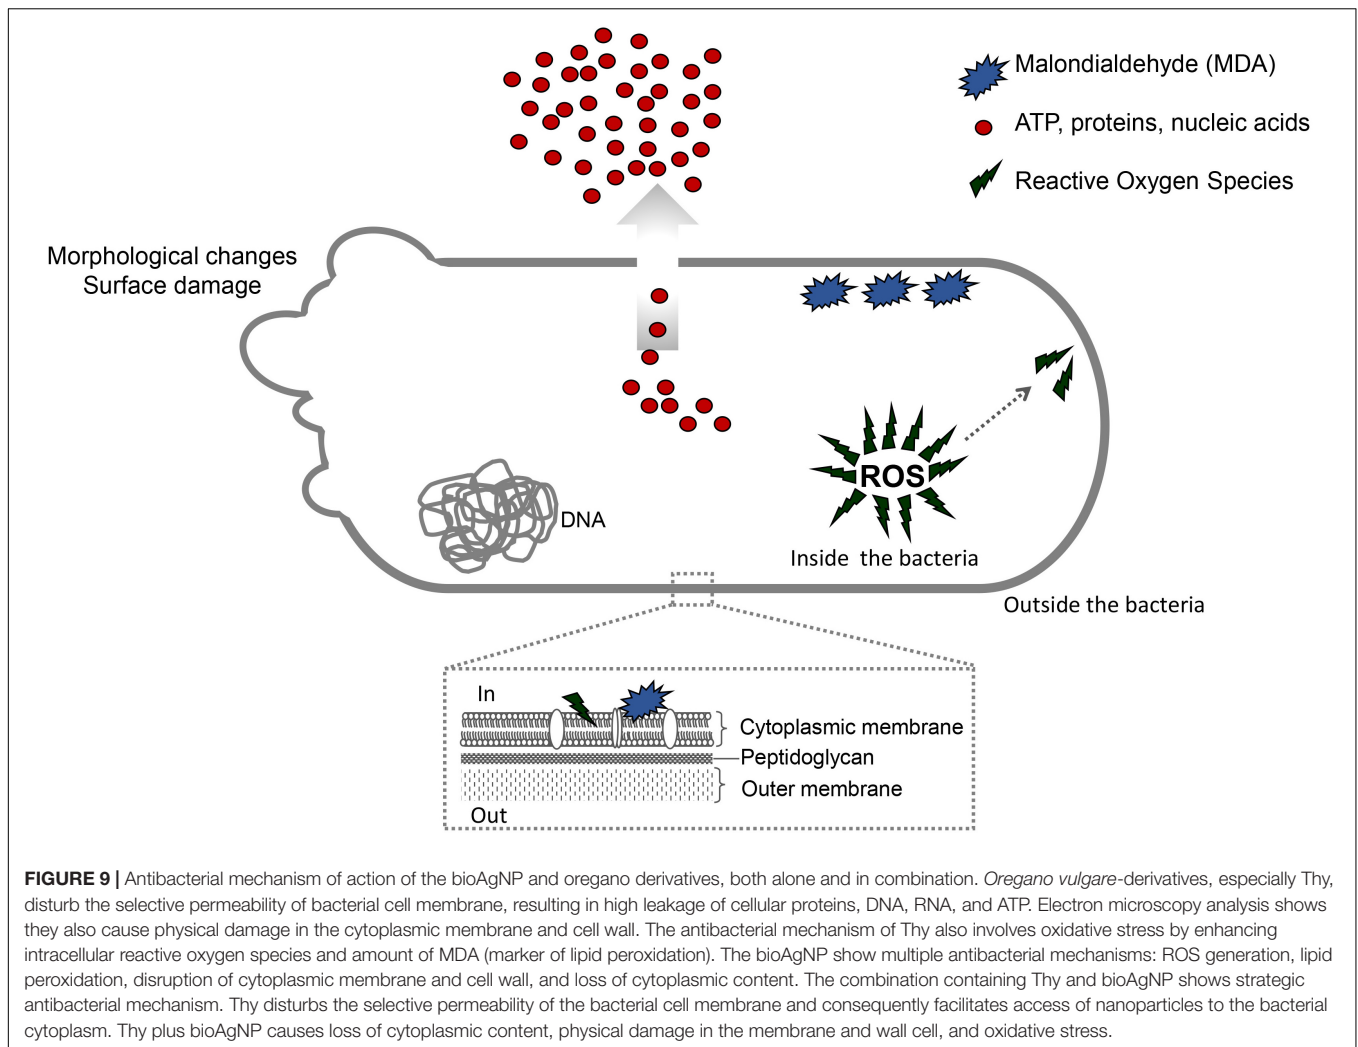 Malondialdehyde (MDA)
ATP, proteins, nucleic acids
Reactive Oxygen Species
Morphological changes
Surface damage
ROS
DNA
Inside the bacteria
Outside the bacteria
In
Cytoplasmic membrane
Peptidoglycan
Outer membrane
Out
FIGURE 9 | Antibacterial mechanism of action of the bioAgNP and oregano derivatives, both alone and in combination. Oregano vulgare-derivatives, especially Thy,
disturb the selective permeability of bacterial cell membrane, resulting in high leakage of cellular proteins, DNA, RNA, and ATP. Electron microscopy analysis shows
they also cause physical damage in the cytoplasmic membrane and cell wall. The antibacterial mechanism of Thy also involves oxidative stress by enhancing
intracellular reactive oxygen species and amount of MDA (marker of lipid peroxidation). The bioAgNP show multiple antibacterial mechanisms: ROS generation, lipid
peroxidation, disruption of cytoplasmic membrane and cell wall, and loss of cytoplasmic content. The combination containing Thy and bioAgNP shows strategic
antibacterial mechanism. Thy disturbs the selective permeability of the bacterial cell membrane and consequently facilitates access of nanoparticles to the bacterial
cytoplasm. Thy plus bioAgNP causes loss of cytoplasmic content, physical damage in the membrane and wall cell, and oxidative stress.